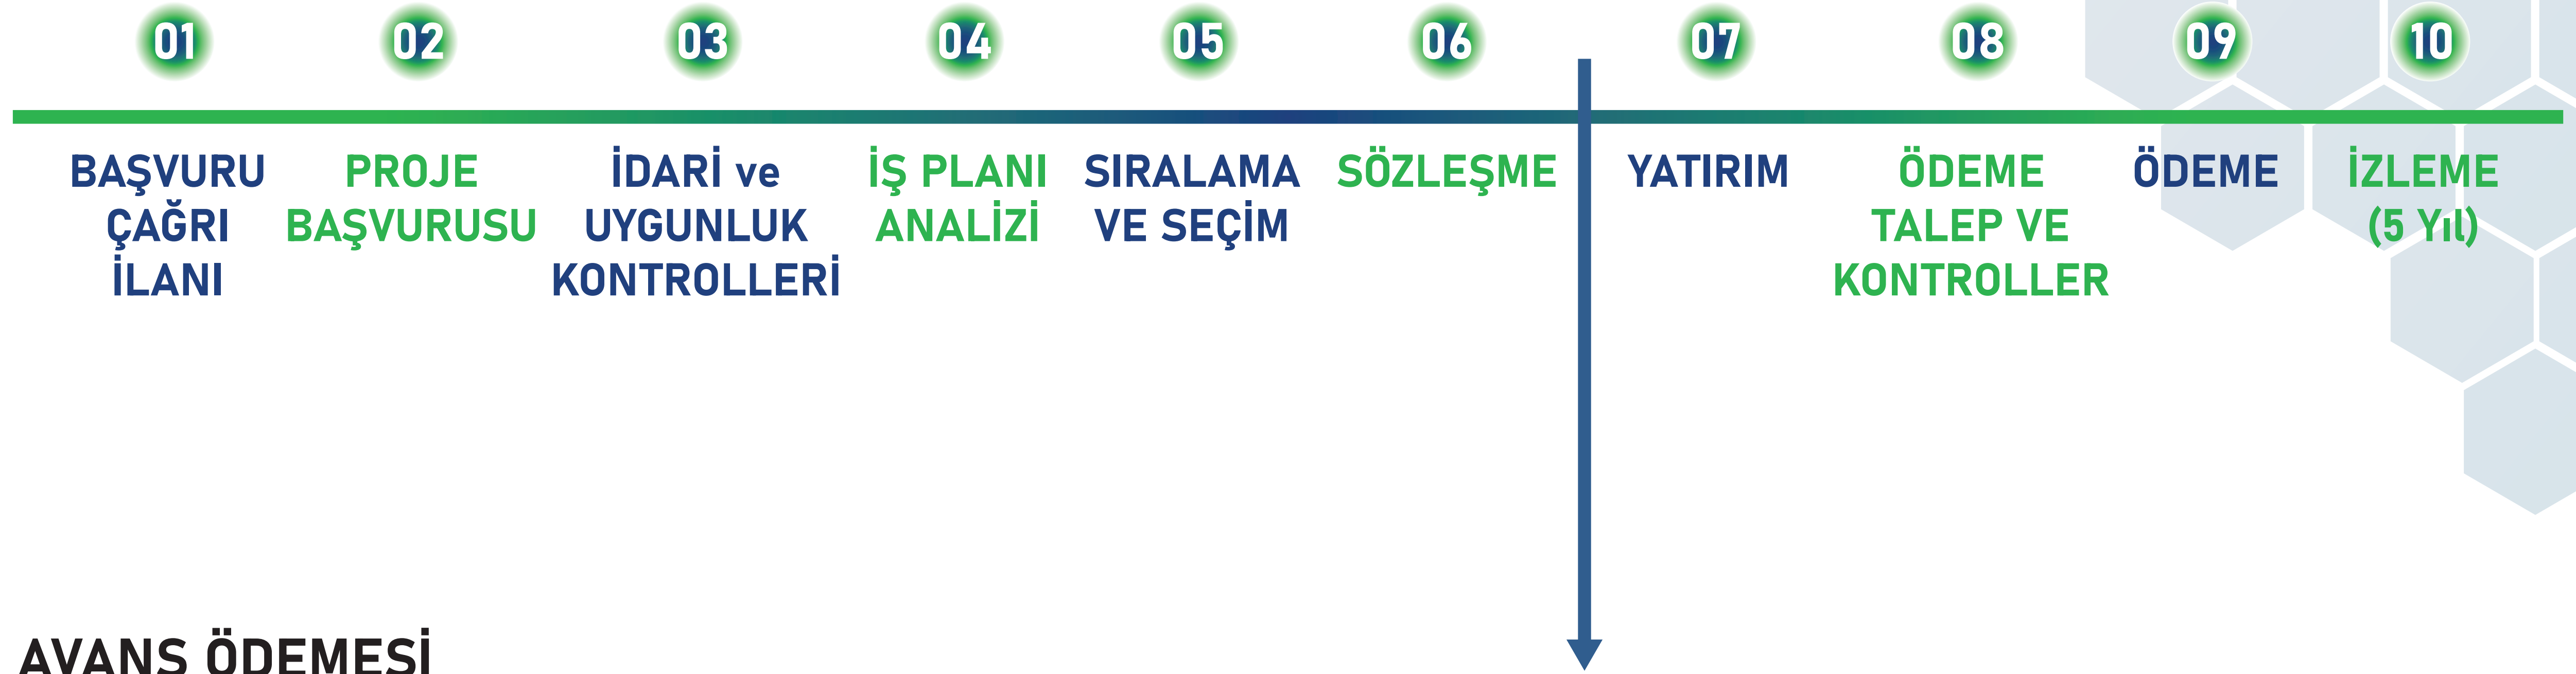 01
02
03
04
05
06
07
08
09
10
BAŞVURU
ÇAĞRI
İLANI
PROJE
BAŞVURUSU
İDARİ ve
UYGUNLUK
KONTROLLERİ
İŞ PLANI
ANALİZİ
SIRALAMA
VE SEÇİM
SÖZLEŞME
YATIRIM
ÖDEME
TALEP VE
KONTROLLER
ÖDEME
İZLEME
(5 Yıl)
AVANS ÖDEMESİ